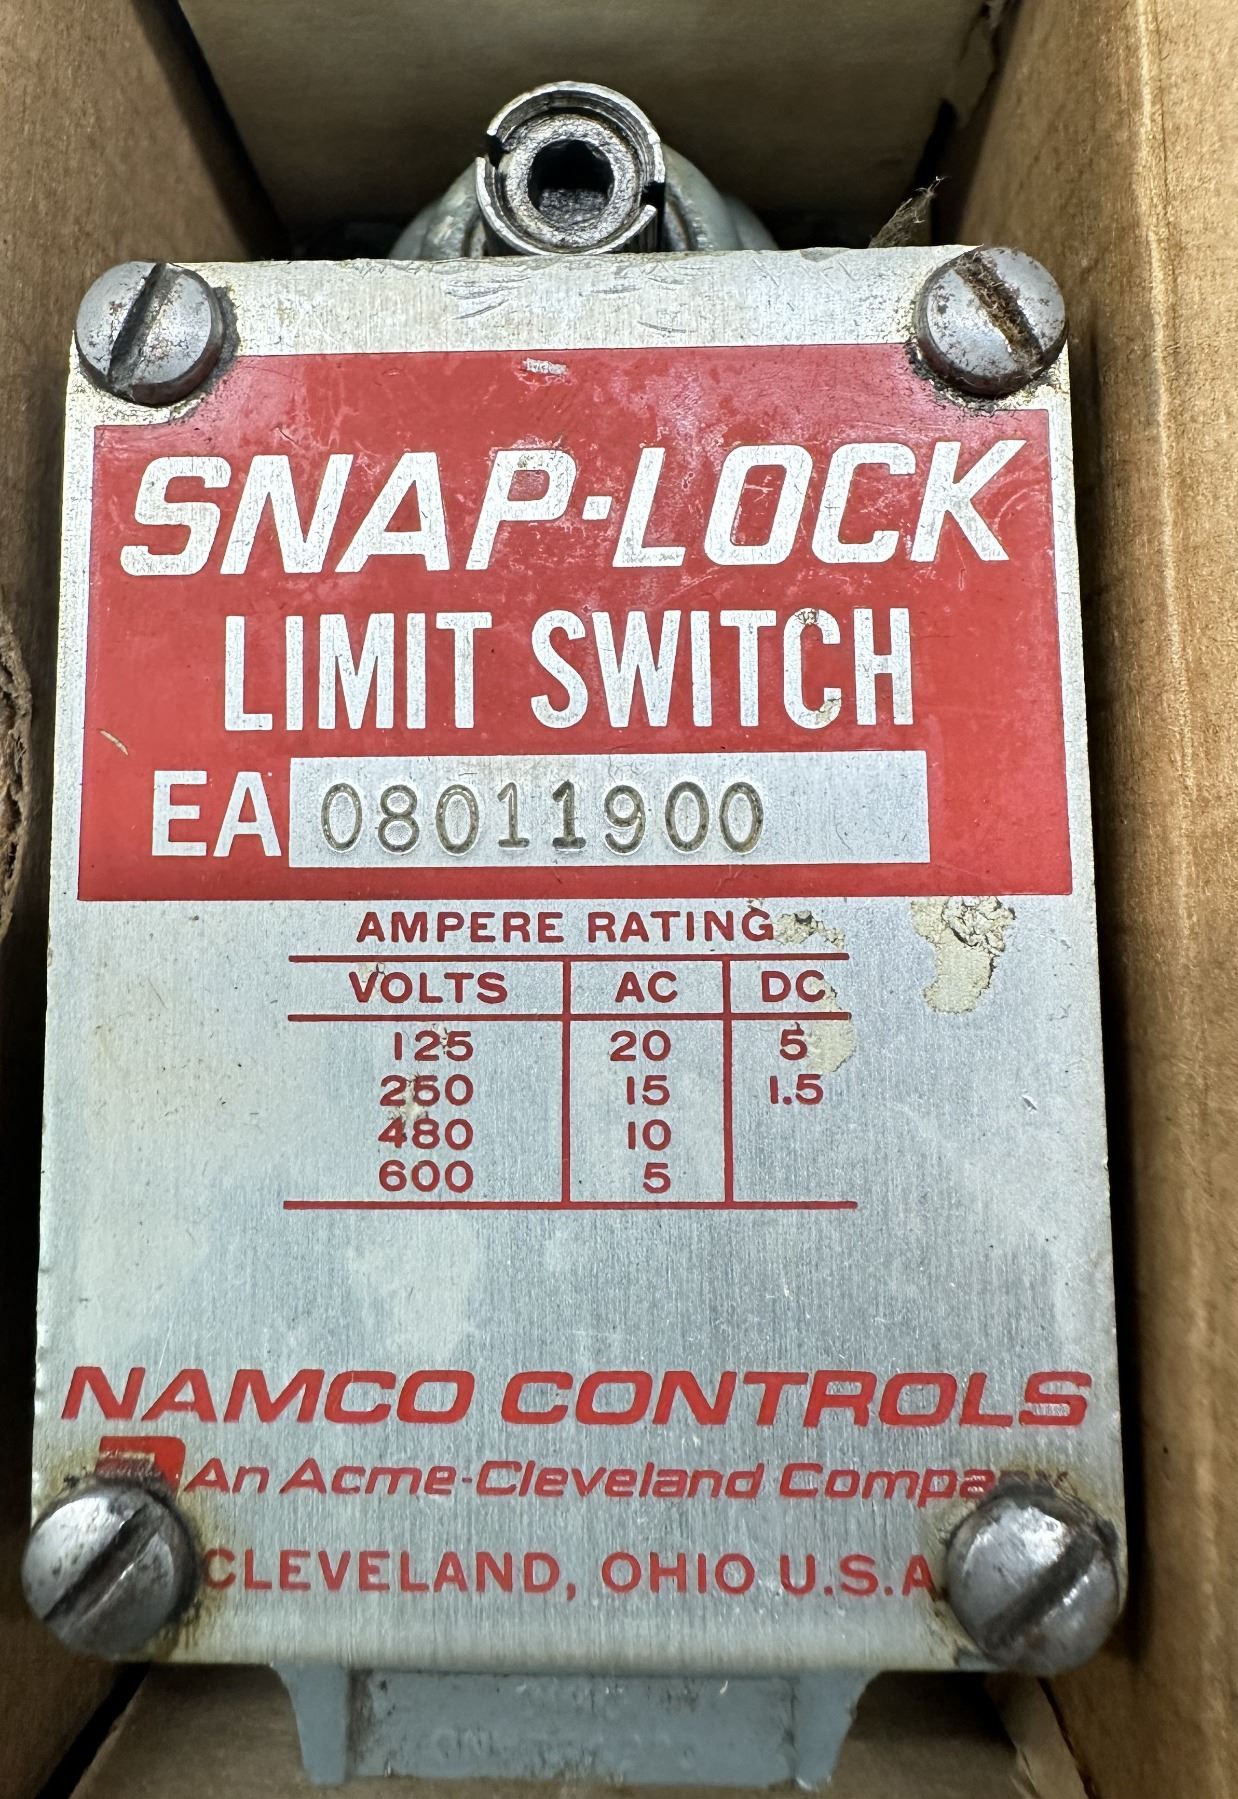 SNAP-LOCK
LIMIT SWITCH
EA 08011900
AMPERE RATING
VOLTS AC DC
125 20 5
250 15 1.5
480 10
600 5
NAMCO CONTROLS
An Acme-Cleveland Company
CLEVELAND, OHIO U.S.A.